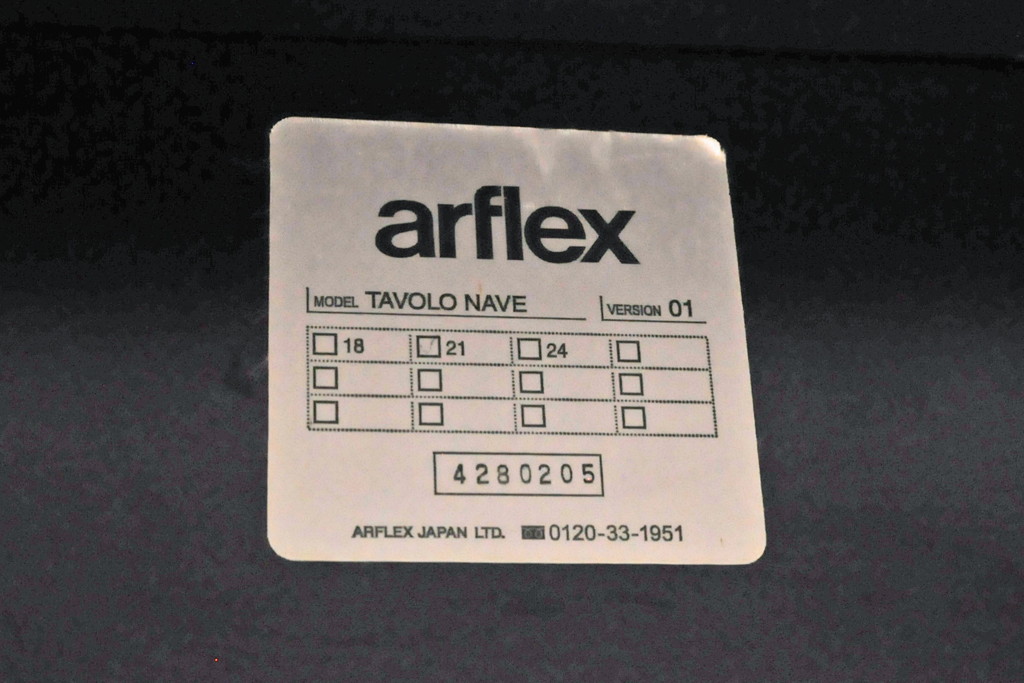 arflex
MODEL TAVOLO NAVE VERSION 01
18 21 24
4280205
ARFLEX JAPAN LTD. 0120-33-1951